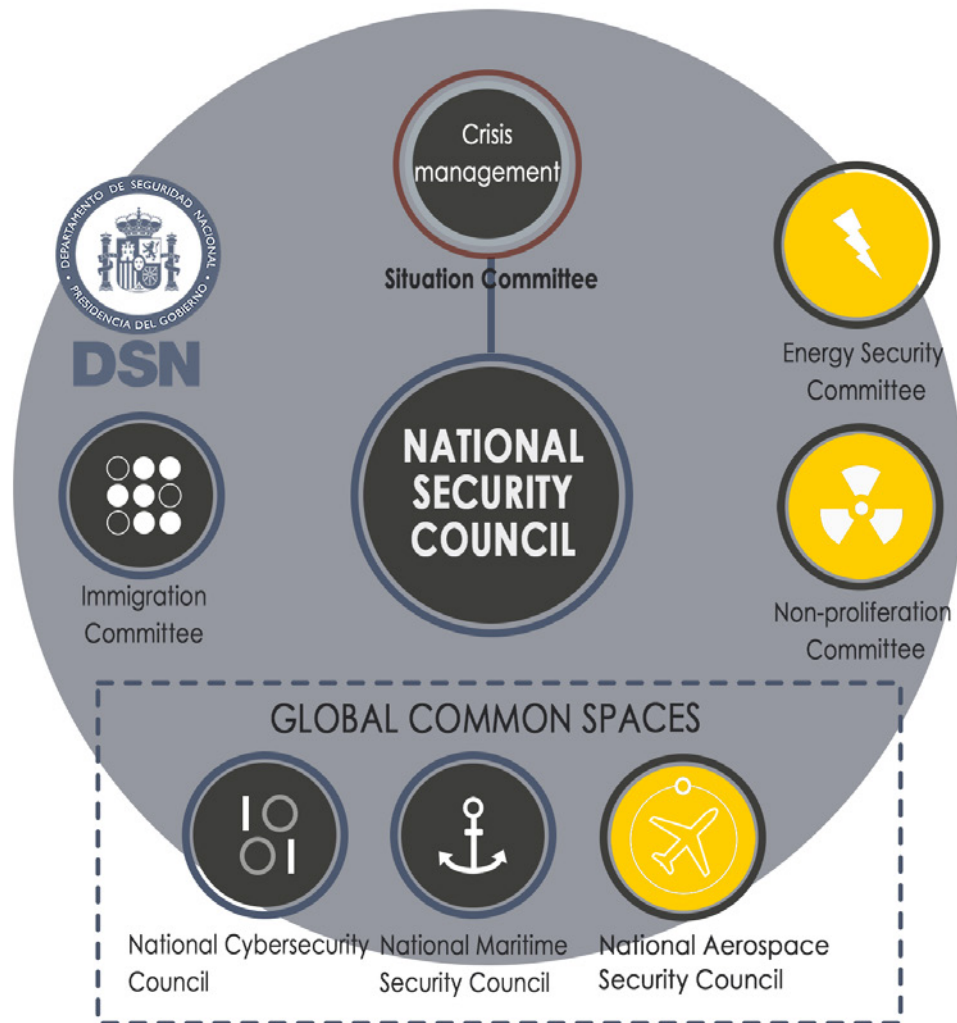 Crisis
management
Situation Committee
DEPARTAMENTO DE SEGURIDAD NACIONAL
PRESIDENCIA DEL GOBIERNO
DSN
Energy Security
Committee
NATIONAL
SECURITY
COUNCIL
Immigration
Committee
Non-proliferation
Committee
GLOBAL COMMON SPACES
National Cybersecurity
Council
National Maritime
Security Council
National Aerospace
Security Council